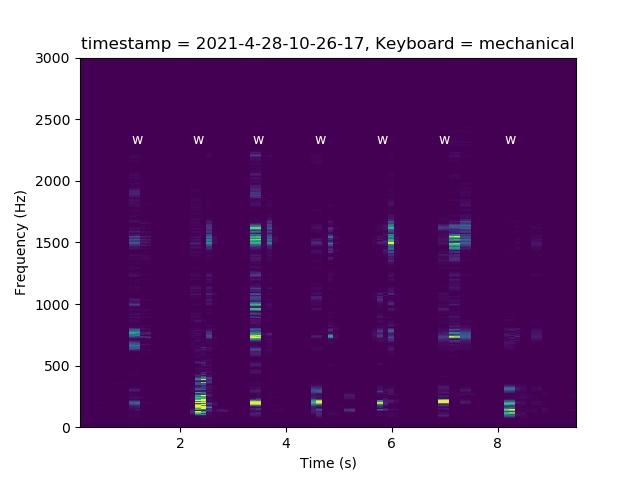 timestamp = 2021-4-28-10-26-17, Keyboard = mechanical
3000
2500
w w w w w w w
2000
1500
1000
500
0
Frequency (Hz)
2 4 6 8
Time (s)